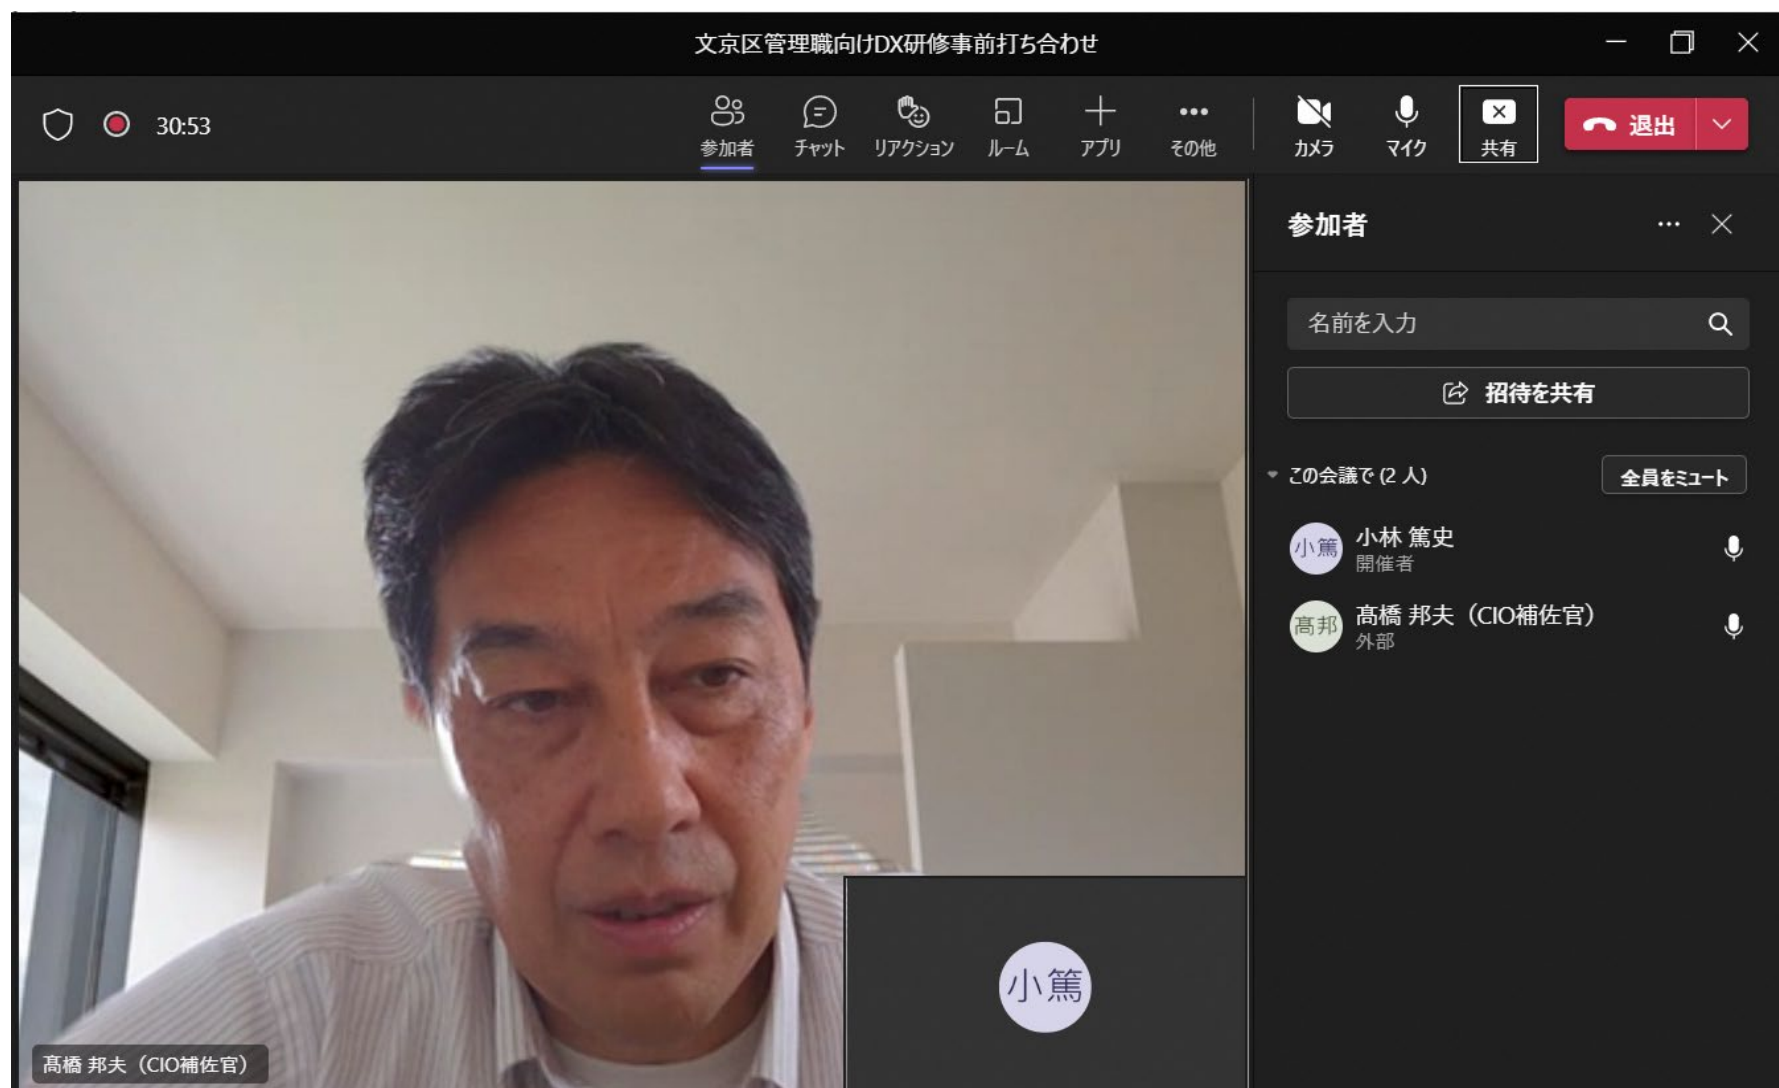 文京区管理職向けDX研修事前打ち合わせ
30:53
参加者
チャット
リアクション
ルーム
アプリ
その他
カメラ
マイク
共有
退出
参加者
名前を入力
招待を共有
この会議で (2 人)
全員をミュート
小篤
小林 篤史
開催者
髙邦
髙橋 邦夫（CIO補佐官）
外部
小篤
髙橋 邦夫（CIO補佐官）